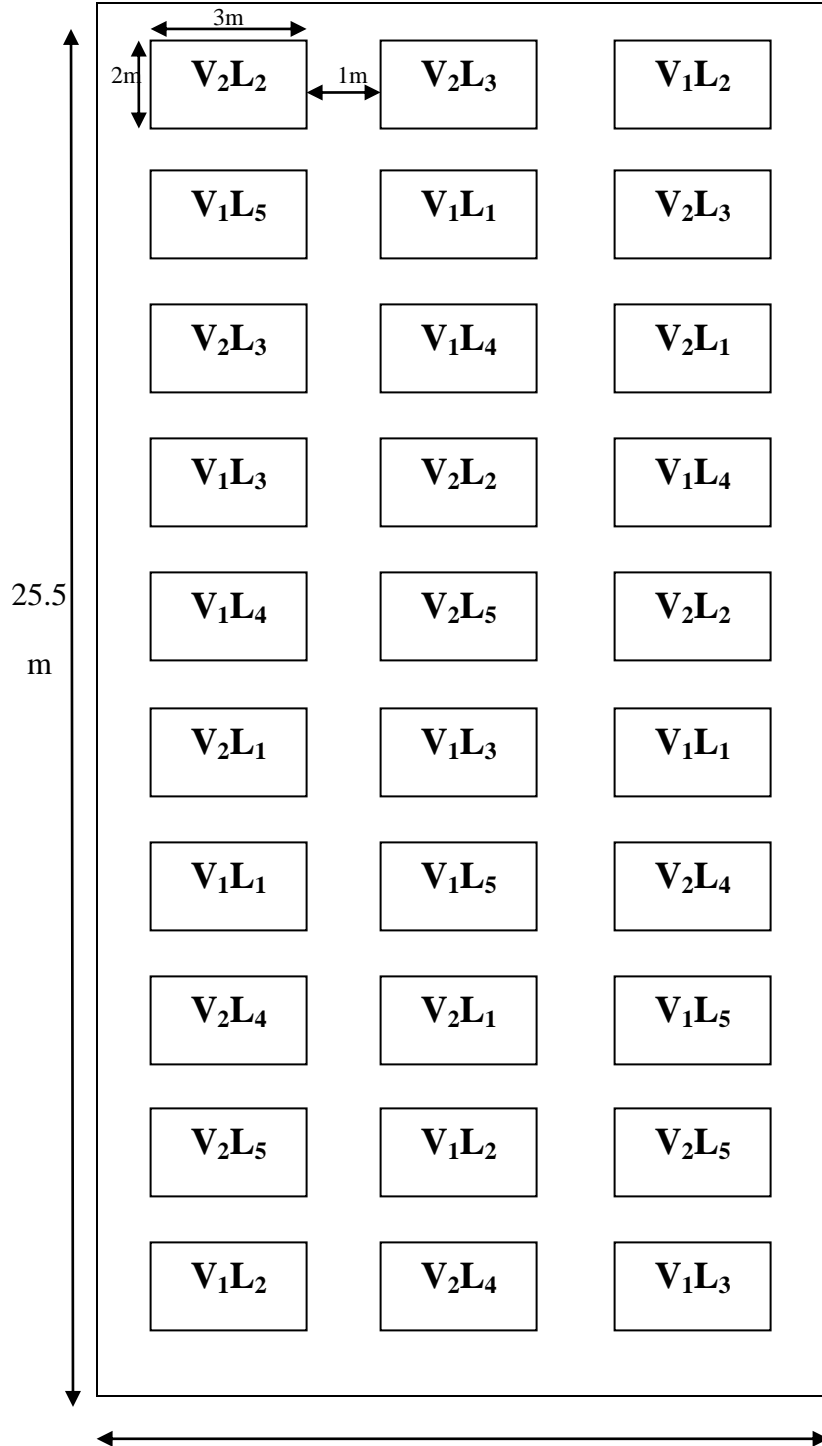 3m
2m V₂L₂ 1m V₂L₃ V₁L₂
V₁L₅ V₁L₁ V₂L₃
V₂L₃ V₁L₄ V₂L₁
V₁L₃ V₂L₂ V₁L₄
25.5
m
V₁L₄ V₂L₅ V₂L₂
V₂L₁ V₁L₃ V₁L₁
V₁L₁ V₁L₅ V₂L₄
V₂L₄ V₂L₁ V₁L₅
V₂L₅ V₁L₂ V₂L₅
V₁L₂ V₂L₄ V₁L₃